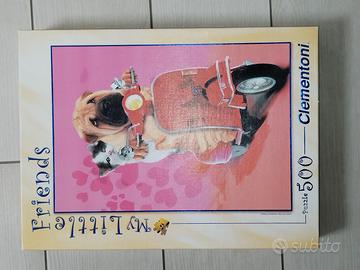 My Little
Friends
Puzzle 500
Clementoni
subito